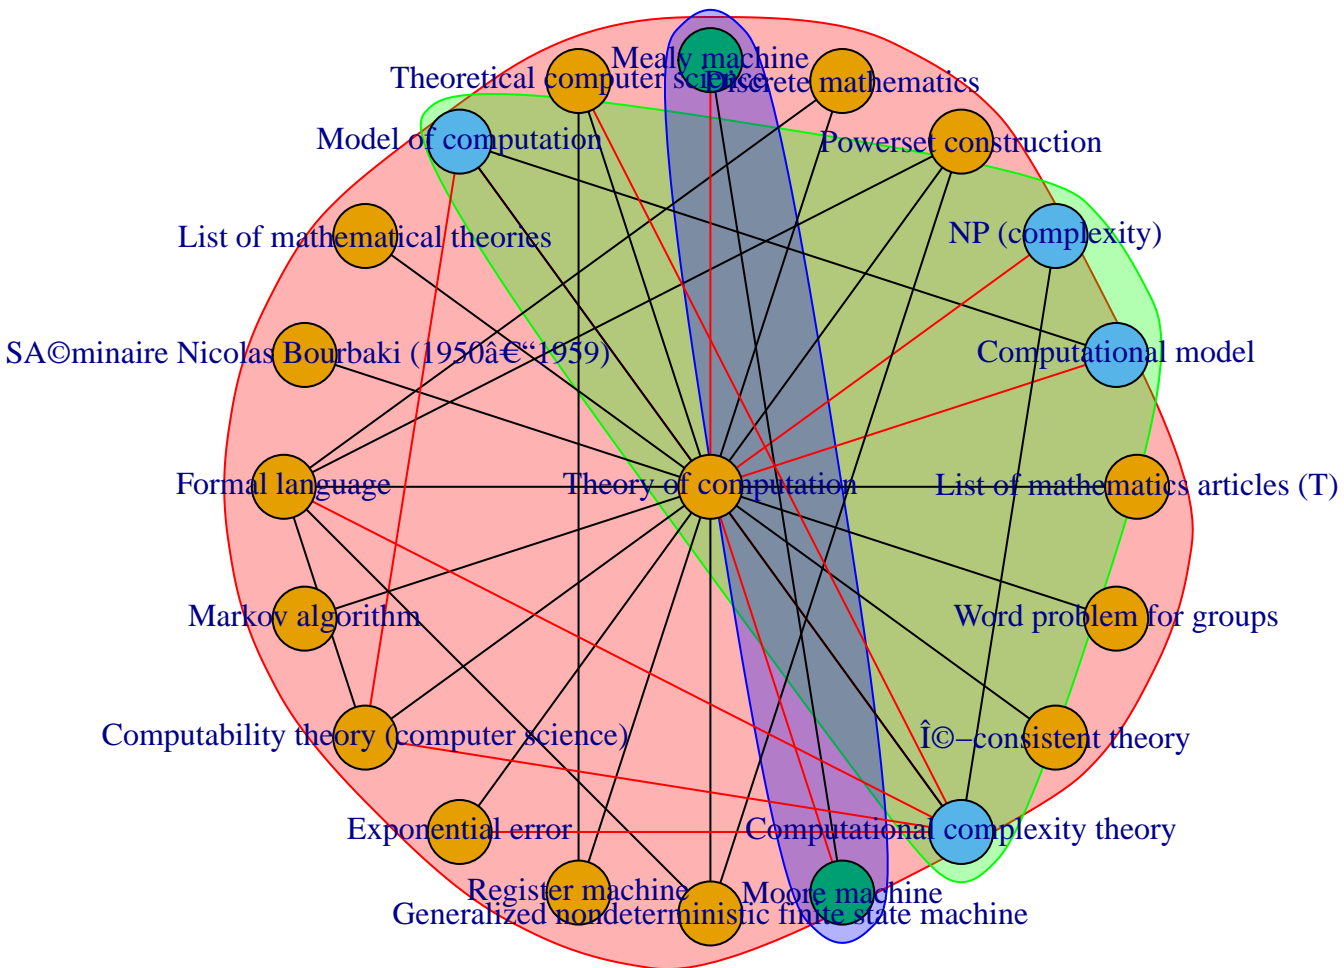 Mealy machine
Theoretical computer science
Discrete mathematics
Model of computation
Powerset construction
List of mathematical theories
NP (complexity)
SA©minaire Nicolas Bourbaki (1950â€“1959)
Computational model
Formal language
Theory of computation
List of mathematics articles (T)
Markov algorithm
Word problem for groups
Computability theory (computer science)
Î©−consistent theory
Exponential error
Computational complexity theory
Register machine
Moore machine
Generalized nondeterministic finite state machine